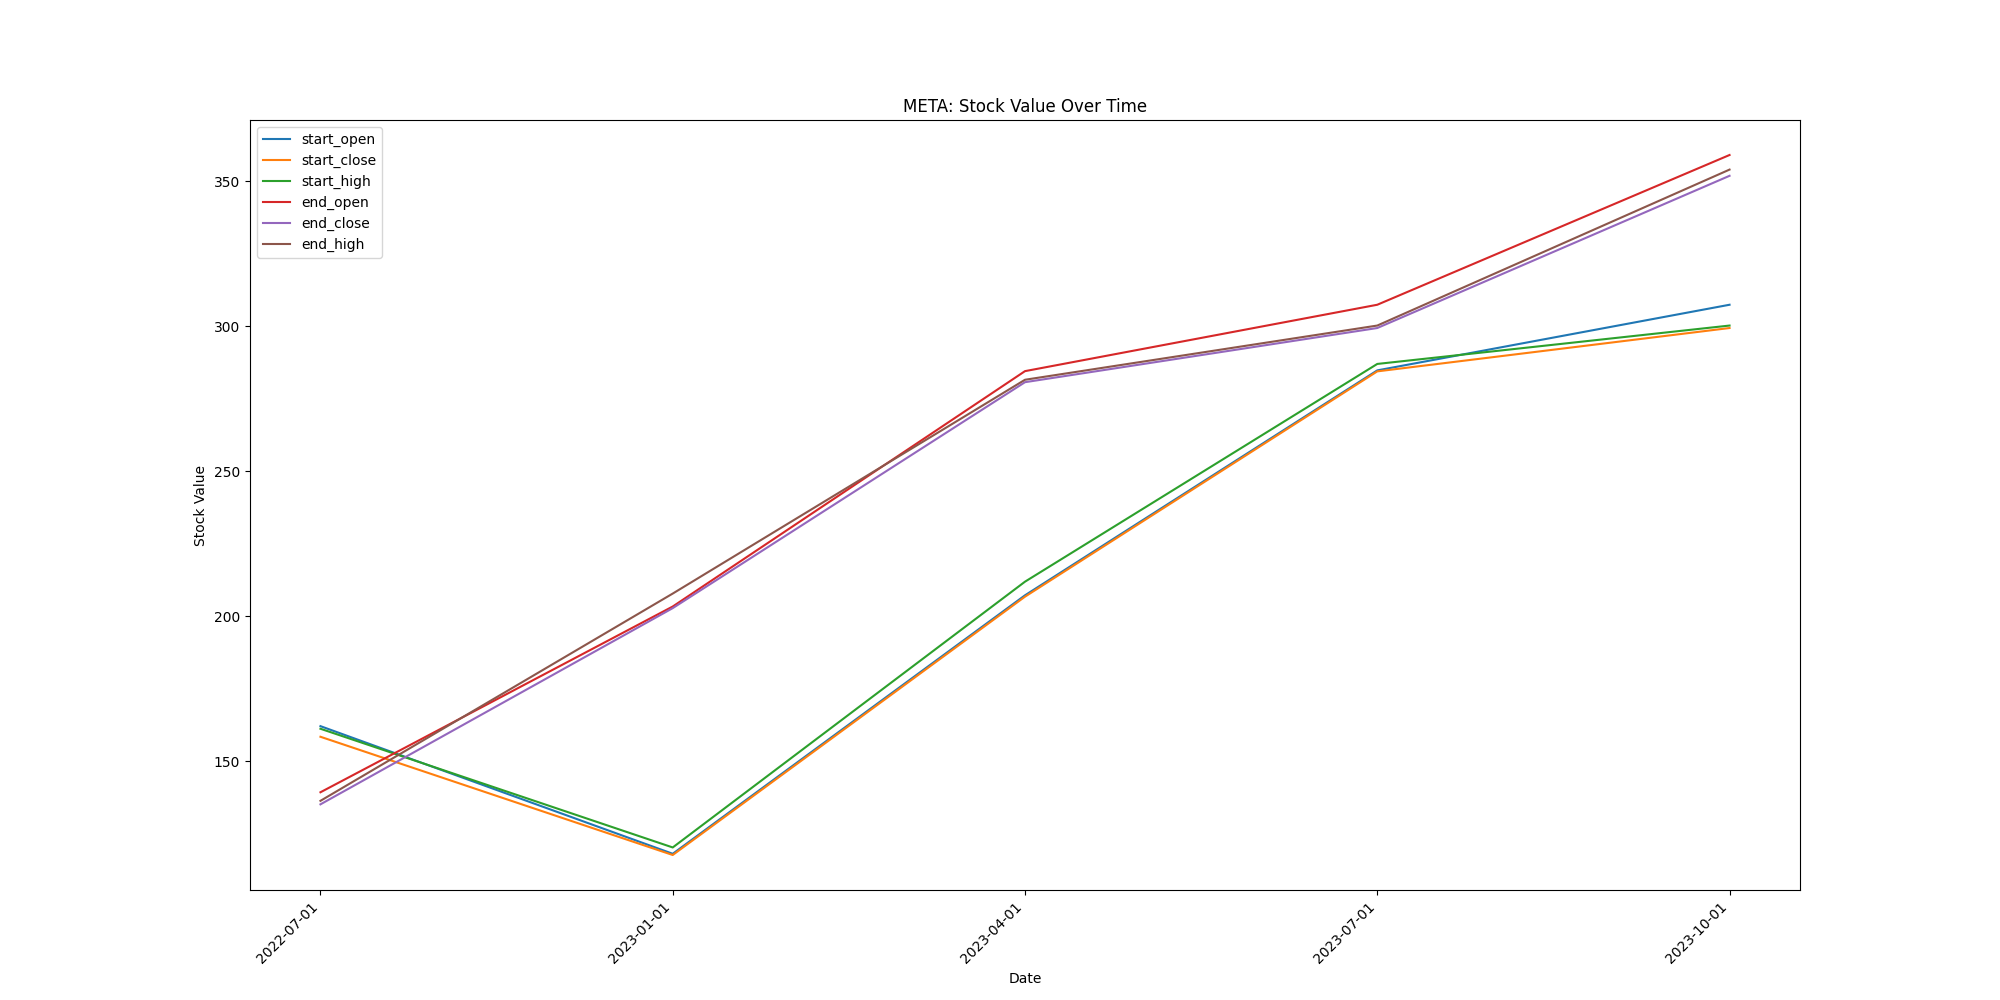 META: Stock Value Over Time
start_open
start_close
start_high
end_open
end_close
end_high
350
300
250
200
150
Stock Value
2022-07-01
2023-01-01
2023-04-01
2023-07-01
2023-10-01
Date